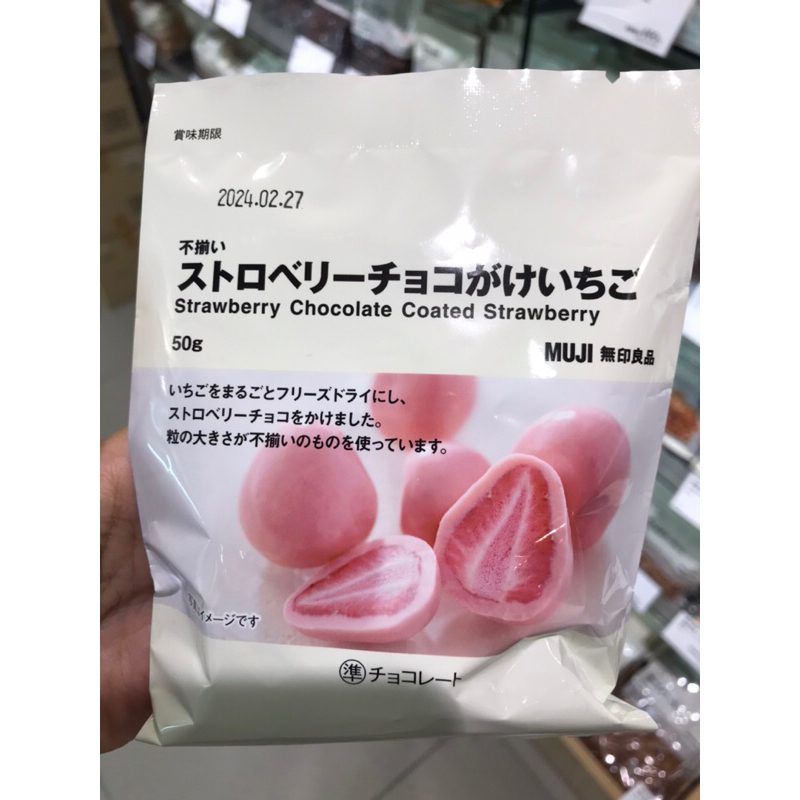 賞味期限
2024.02.27
不揃い
ストロベリーチョコがけいちご
Strawberry Chocolate Coated Strawberry
50g
MUJI 無印良品
いちごをまるごとフリーズドライにし、
ストロベリーチョコをかけました。
粒の大きさが不揃いのものを使っています。
イメージです
準 チョコレート